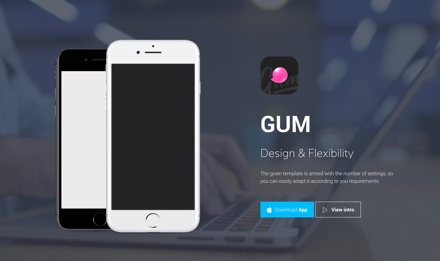 GUM
Design & Flexibility
The given template is armed with the number of settings, so
you can easily adapt it according to you requirements.
Download App
View intro